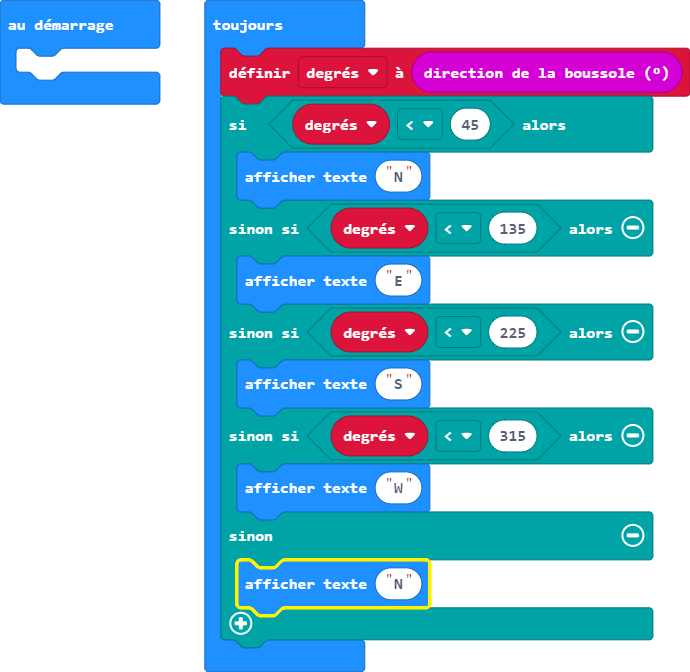 au démarrage
toujours
définir degrés à direction de la boussole (º)
si degrés < 45 alors
afficher texte "N"
sinon si degrés < 135 alors
afficher texte "E"
sinon si degrés < 225 alors
afficher texte "S"
sinon si degrés < 315 alors
afficher texte "W"
sinon
afficher texte "N"